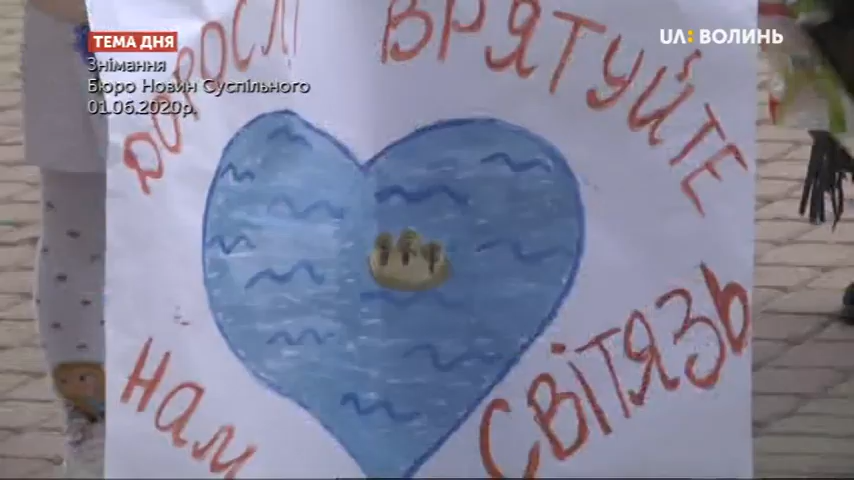 ТЕМА ДНЯ
Знімання
Бюро Новин Суспільного
01.06.2020р.
UA: ВОЛИНЬ
ДОРОСЛІ ВРЯТУЙТЕ
НАМ СВІТЯЗЬ